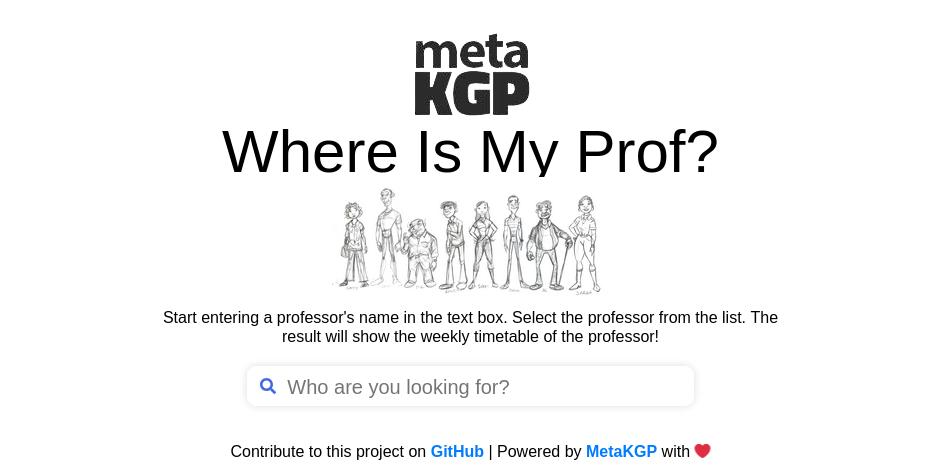 meta
KGP
Where Is My Prof?
Start entering a professor's name in the text box. Select the professor from the list. The
result will show the weekly timetable of the professor!
Who are you looking for?
Contribute to this project on GitHub | Powered by MetaKGP with ❤️